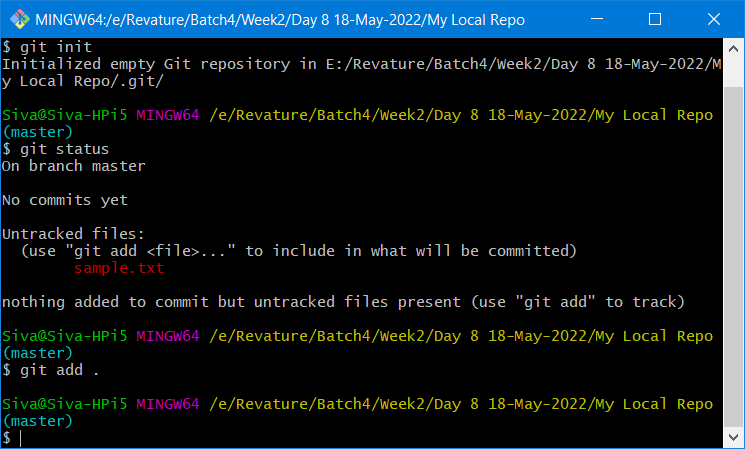 MINGW64:/e/Revature/Batch4/Week2/Day 8 18-May-2022/My Local Repo
$ git init
Initialized empty Git repository in E:/Revature/Batch4/Week2/Day 8 18-May-2022/M
y Local Repo/.git/
Siva@Siva-HPi5 MINGW64 /e/Revature/Batch4/Week2/Day 8 18-May-2022/My Local Repo
(master)
$ git status
On branch master
No commits yet
Untracked files:
(use "git add <file>..." to include in what will be committed)
sample.txt
nothing added to commit but untracked files present (use "git add" to track)
Siva@Siva-HPi5 MINGW64 /e/Revature/Batch4/Week2/Day 8 18-May-2022/My Local Repo
(master)
$ git add .
Siva@Siva-HPi5 MINGW64 /e/Revature/Batch4/Week2/Day 8 18-May-2022/My Local Repo
(master)
$